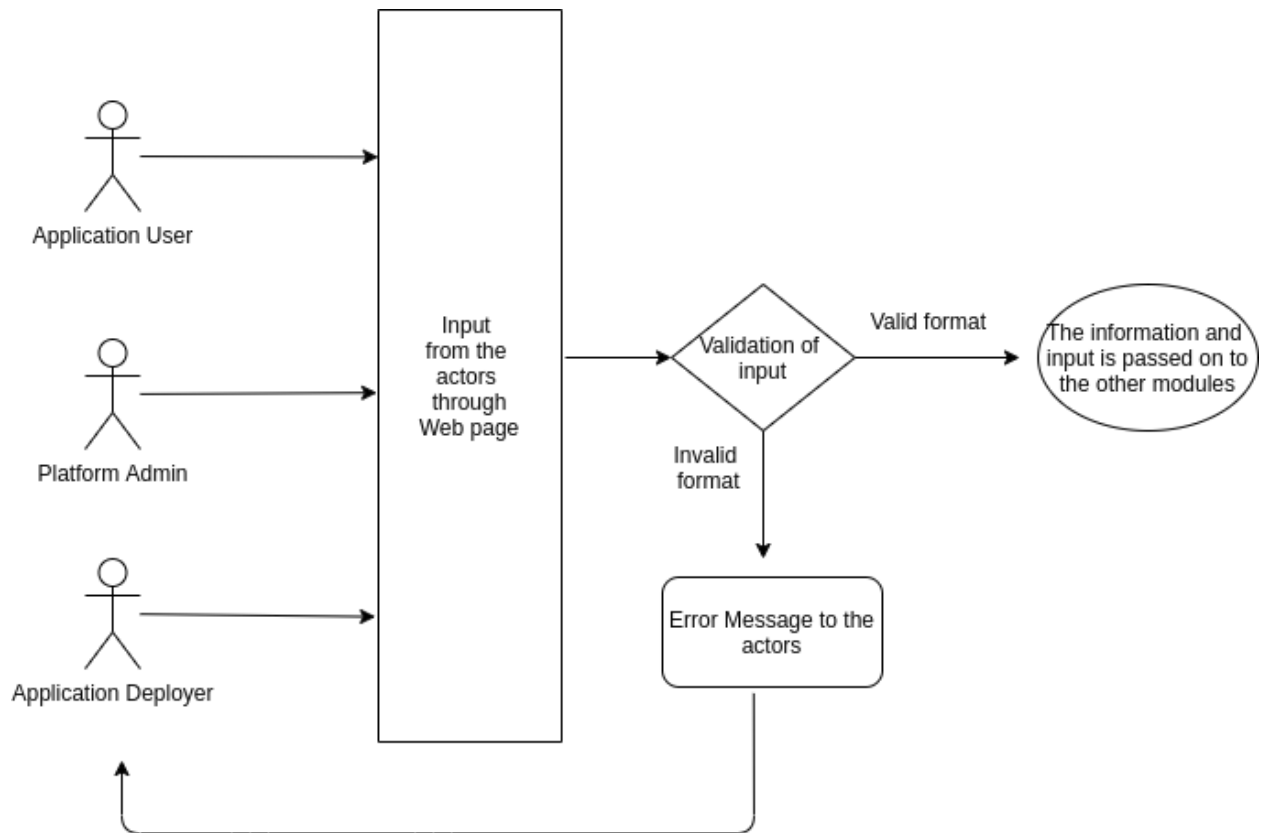 Application User
Platform Admin
Application Deployer
Input
from the
actors
through
Web page
Validation of
input
Valid format
The information and
input is passed on to
the other modules
Invalid
format
Error Message to the
actors